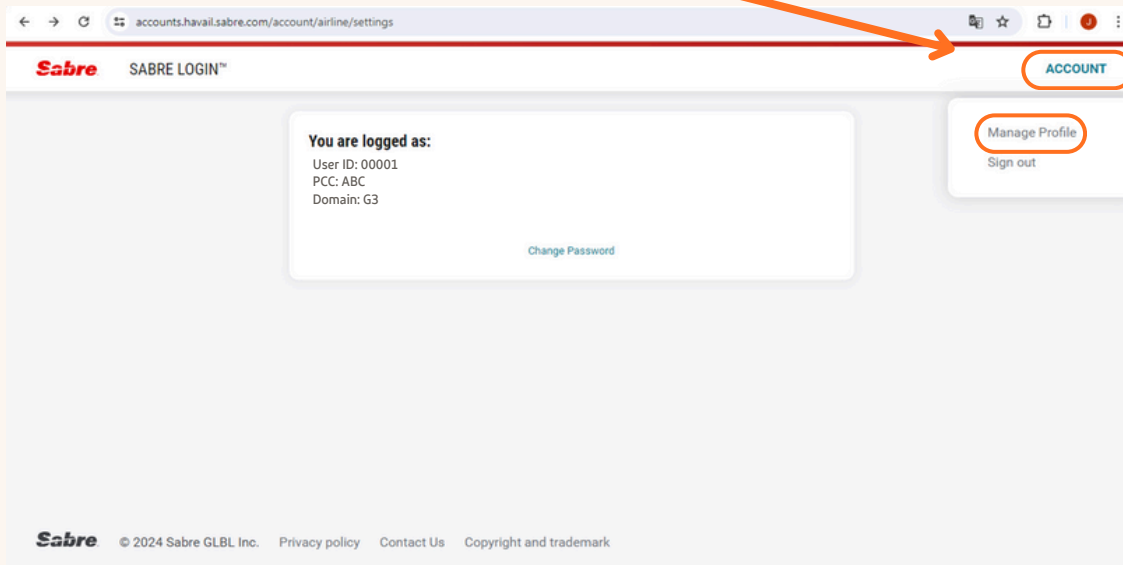 accounts.havail.sabre.com/account/airline/settings
J
Sabre SABRE LOGIN™ ACCOUNT
You are logged as:
User ID: 00001
PCC: ABC
Domain: G3
Change Password
Manage Profile
Sign out
Sabre © 2024 Sabre GLBL Inc. Privacy policy Contact Us Copyright and trademark